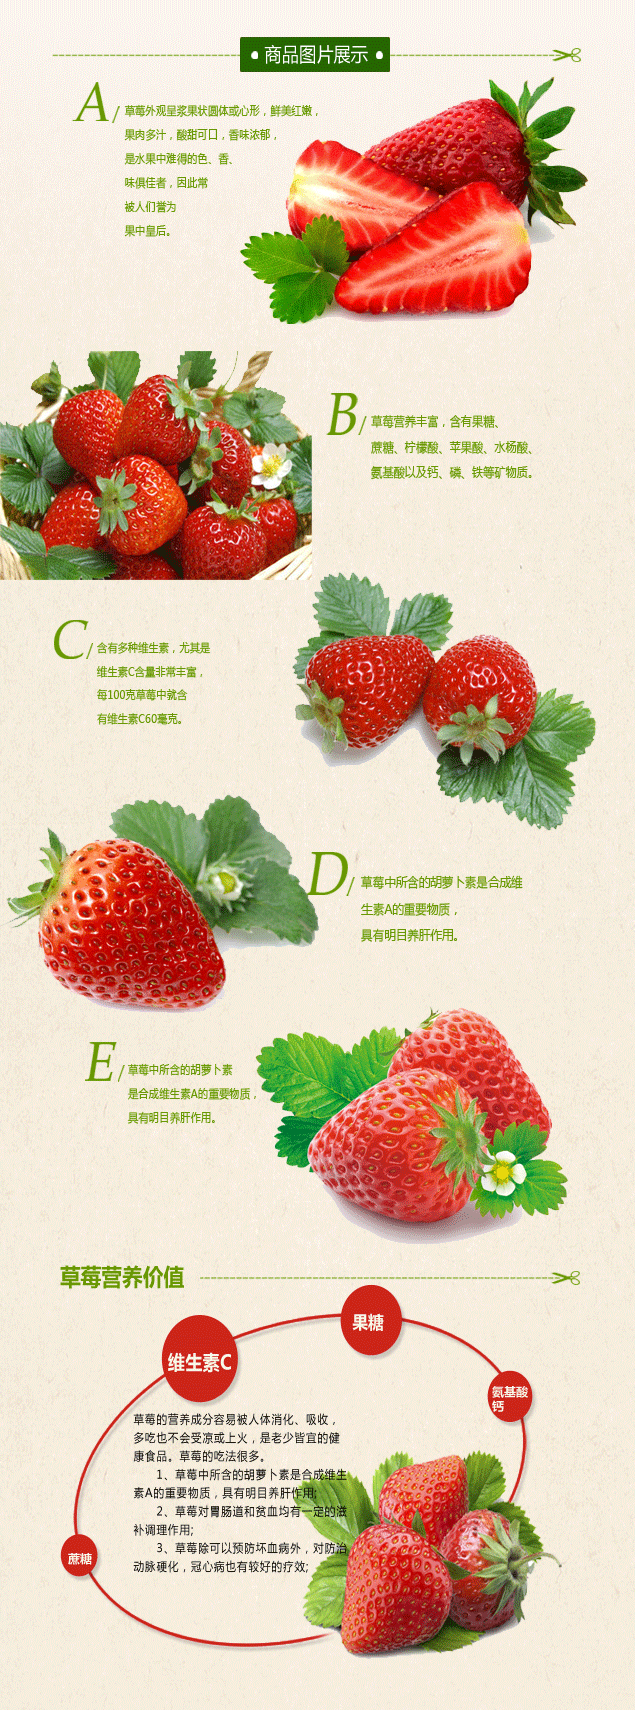 商品图片展示
A/ 草莓外观呈浆果状圆体或心形，鲜美红嫩，
果肉多汁，酸甜可口，香味浓郁，
是水果中难得的色、香、
味俱佳者，因此常
被人们誉为
果中皇后。
B/ 草莓营养丰富，含有果糖、
蔗糖、柠檬酸、苹果酸、水杨酸、
氨基酸以及钙、磷、铁等矿物质。
C/ 含有多种维生素，尤其是
维生素C含量非常丰富，
每100克草莓中就含
有维生素C60毫克。
D/ 草莓中所含的胡萝卜素是合成维
生素A的重要物质，
具有明目养肝作用。
E/ 草莓中所含的胡萝卜素
是合成维生素A的重要物质，
具有明目养肝作用。
草莓营养价值
果糖
维生素C
氨基酸
钙
草莓的营养成分容易被人体消化、吸收，
多吃也不会受凉或上火，是老少皆宜的健
康食品。草莓的吃法很多。
1、草莓中所含的胡萝卜素是合成维生
素A的重要物质，具有明目养肝作用;
2、草莓对胃肠道和贫血均有一定的滋
补调理作用;
3、草莓除可以预防坏血病外，对防治
动脉硬化，冠心病也有较好的疗效;
蔗糖